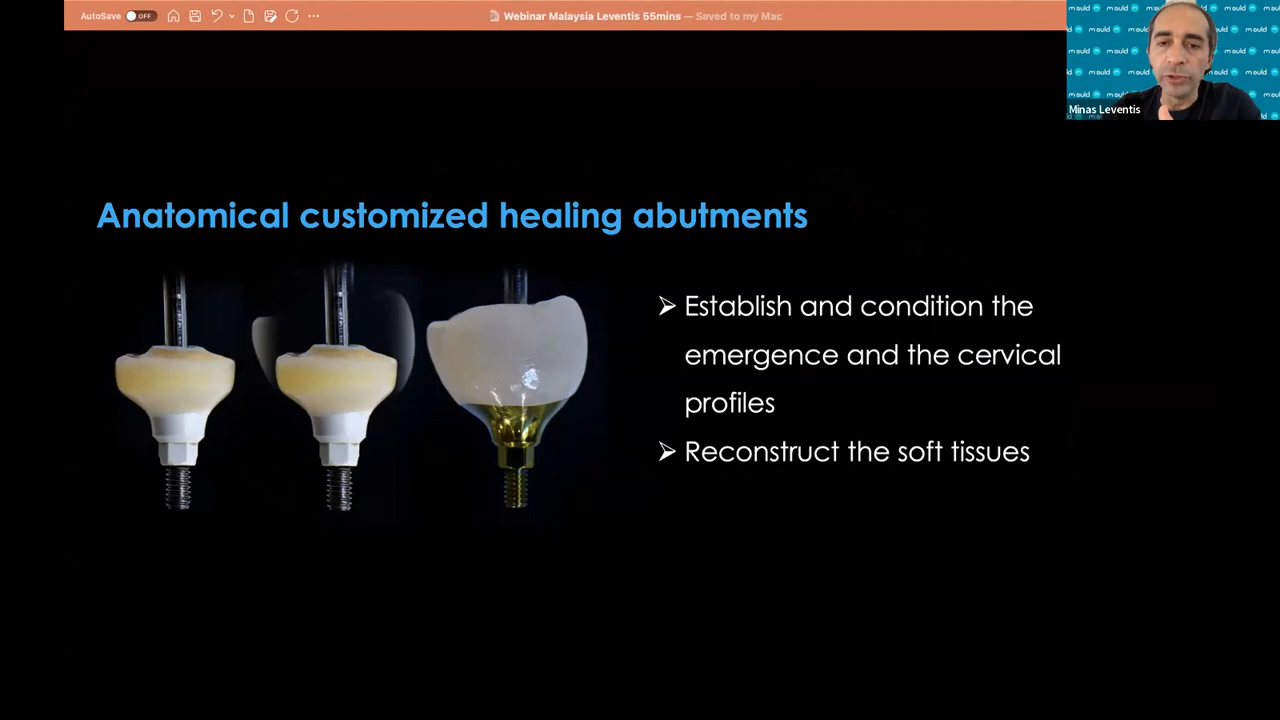 AutoSave OFF
Webinar Malaysia Leventis 55mins — Saved to my Mac
mould
Minas Leventis
Anatomical customized healing abutments
➢ Establish and condition the
emergence and the cervical
profiles
➢ Reconstruct the soft tissues